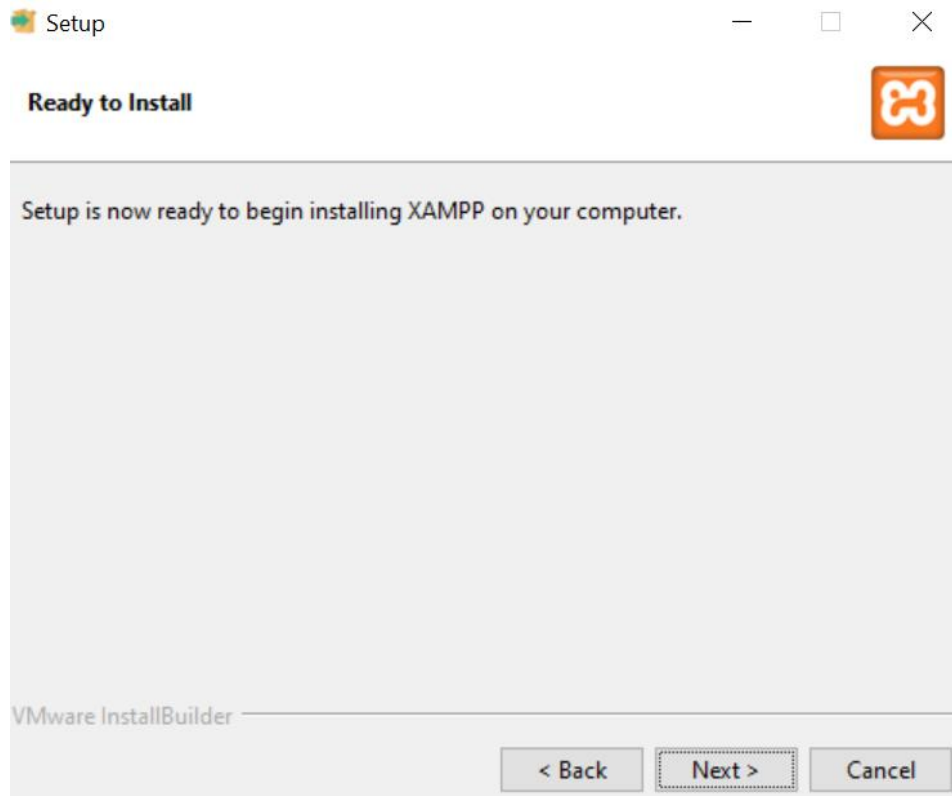 Setup
Ready to Install
Setup is now ready to begin installing XAMPP on your computer.
VMware InstallBuilder
< Back Next > Cancel